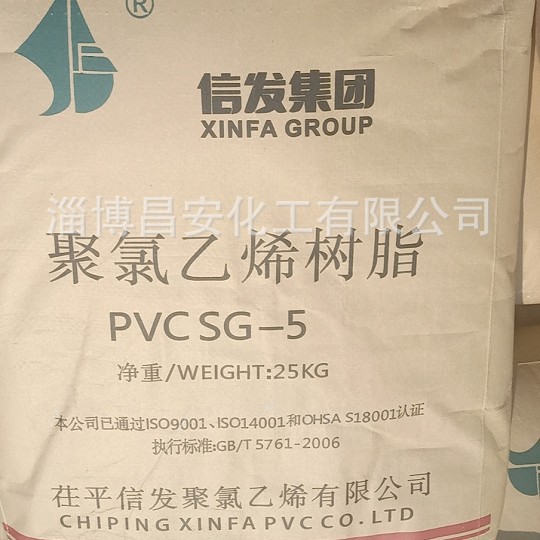 ®
信发集团
XINFA GROUP
淄博昌安化工有限公司
聚氯乙烯树脂
PVC SG-5
净重/WEIGHT:25KG
本公司已通过ISO9001、ISO14001和OHSA S18001认证
执行标准:GB/T 5761-2006
茌平信发聚氯乙烯有限公司
CHIPING XINFA PVC CO.LTD